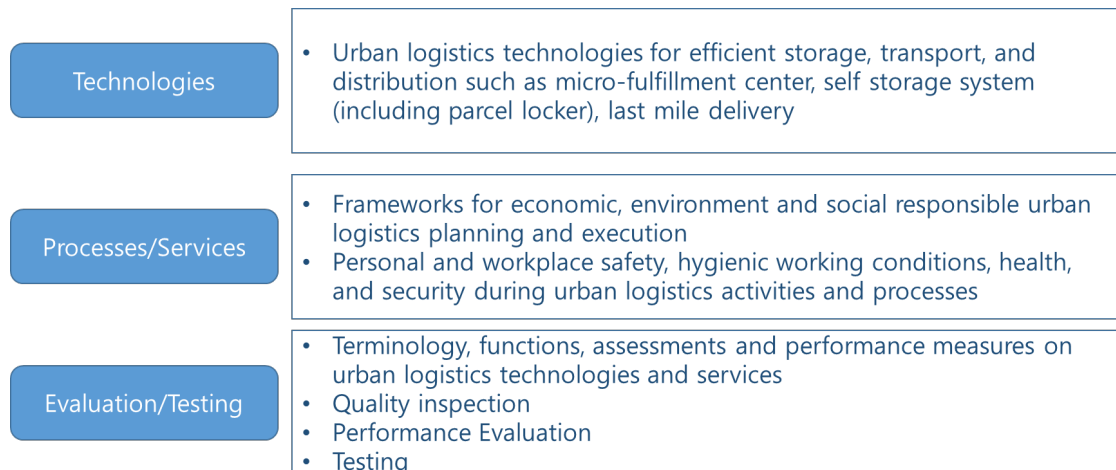 Technologies
• Urban logistics technologies for efficient storage, transport, and
distribution such as micro-fulfillment center, self storage system
(including parcel locker), last mile delivery
Processes/Services
• Frameworks for economic, environment and social responsible urban
logistics planning and execution
• Personal and workplace safety, hygienic working conditions, health,
and security during urban logistics activities and processes
Evaluation/Testing
• Terminology, functions, assessments and performance measures on
urban logistics technologies and services
• Quality inspection
• Performance Evaluation
• Testing